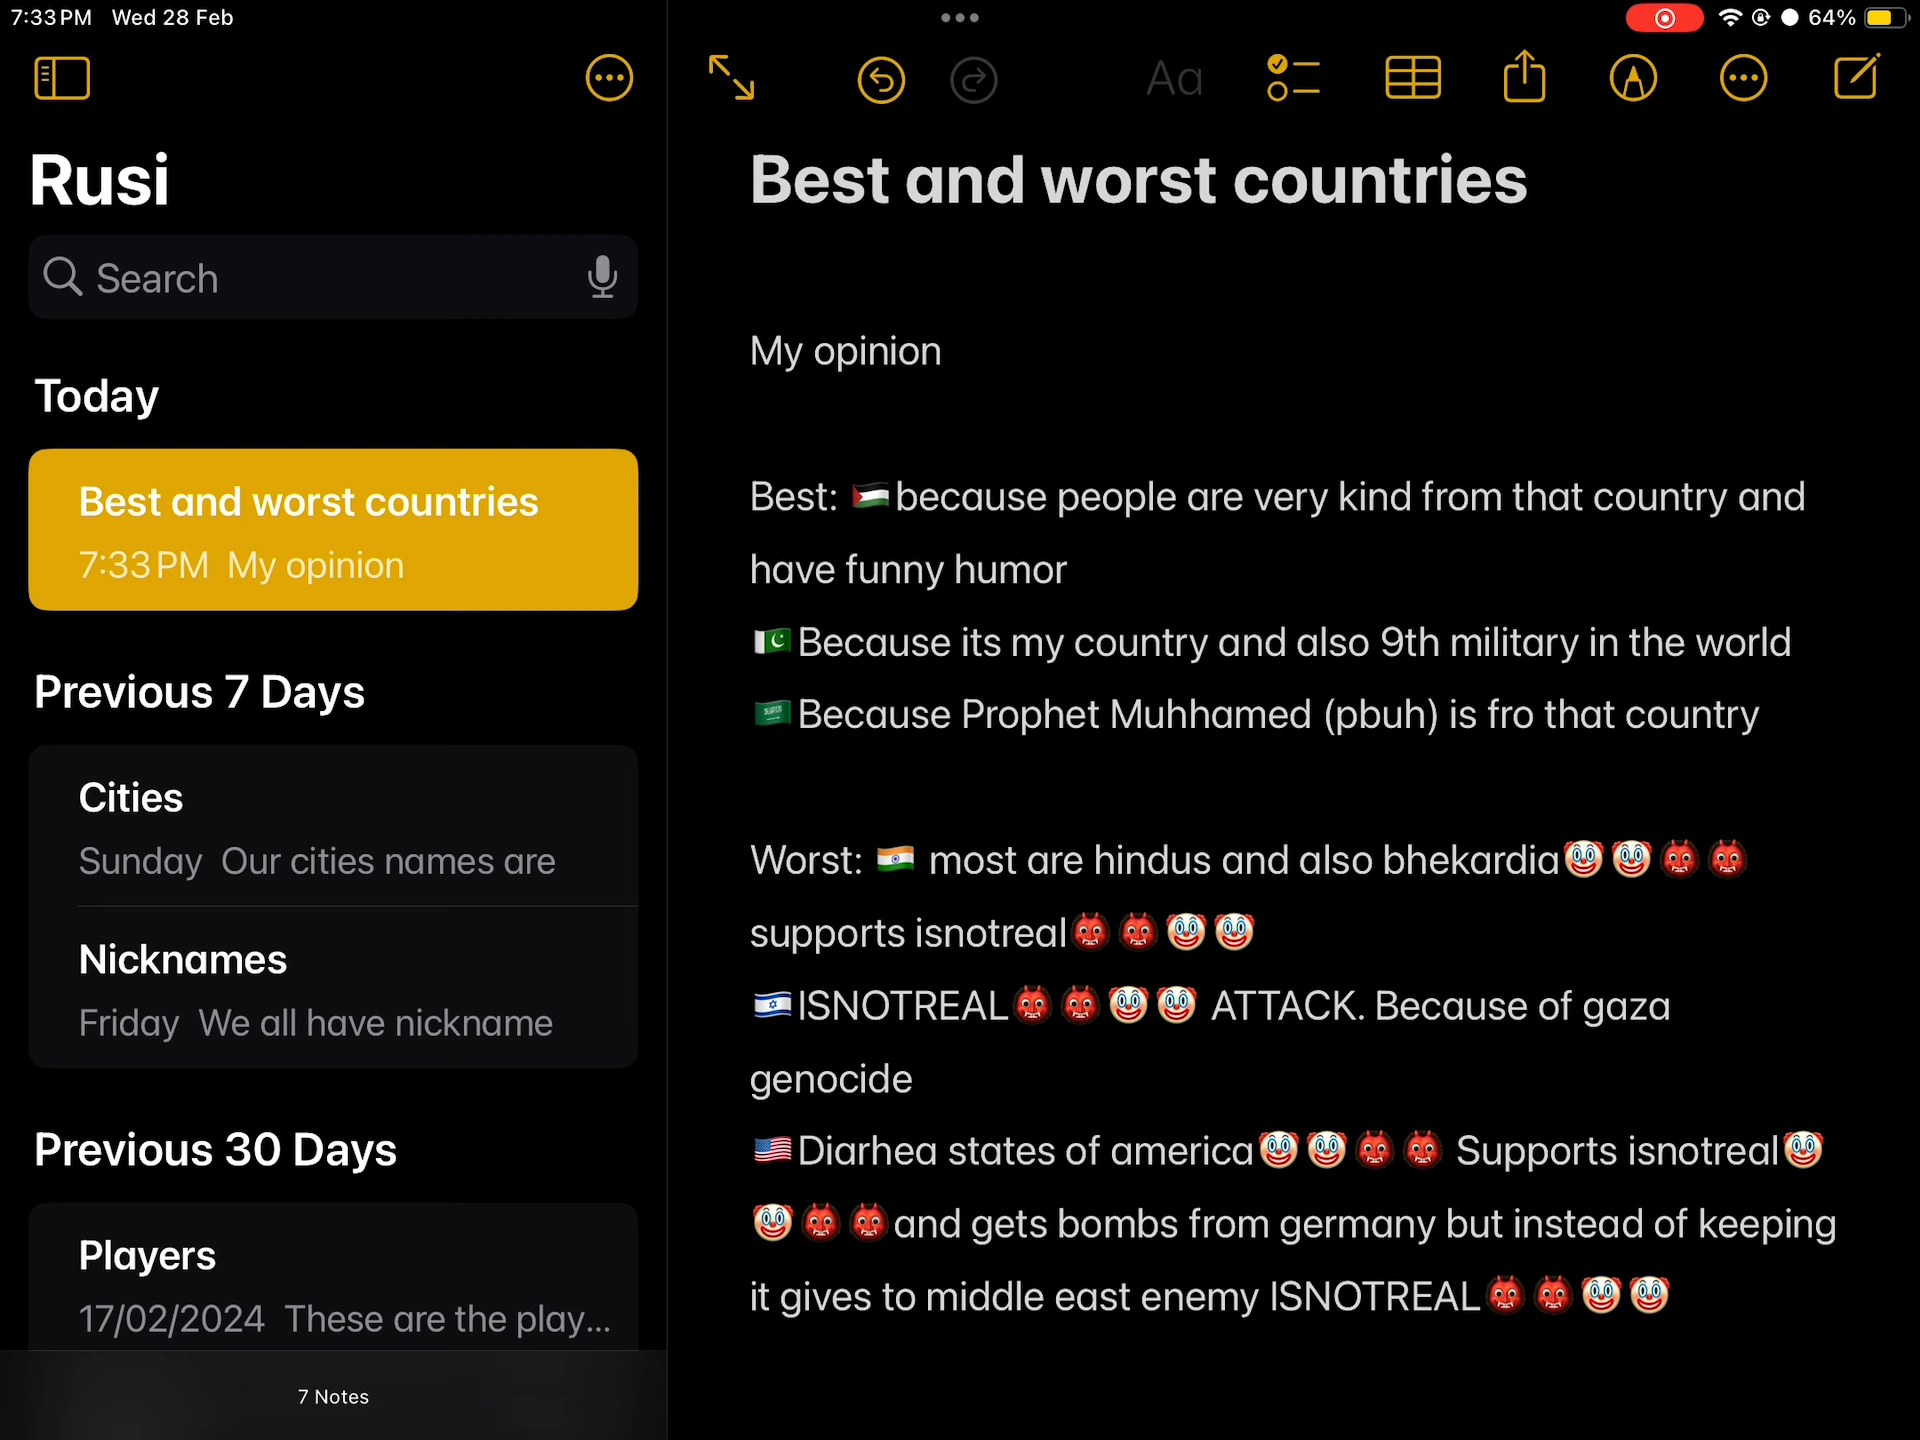 7:33 PM Wed 28 Feb
64%
Rusi
Search
Today
Best and worst countries
7:33 PM My opinion
Previous 7 Days
Cities
Sunday Our cities names are
Nicknames
Friday We all have nickname
Previous 30 Days
Players
17/02/2024 These are the play...
7 Notes
Aa
Best and worst countries
My opinion
Best: 🇵🇸because people are very kind from that country and
have funny humor
🇵🇰Because its my country and also 9th military in the world
🇸🇦Because Prophet Muhhamed (pbuh) is fro that country
Worst: 🇮🇳 most are hindus and also bhekardia🤡🤡👹👹
supports isnotreal👹👹🤡🤡
🇮🇱ISNOTREAL👹👹🤡🤡 ATTACK. Because of gaza
genocide
🇺🇸Diarhea states of america🤡🤡👹👹 Supports isnotreal🤡
🤡👹👹and gets bombs from germany but instead of keeping
it gives to middle east enemy ISNOTREAL👹👹🤡🤡